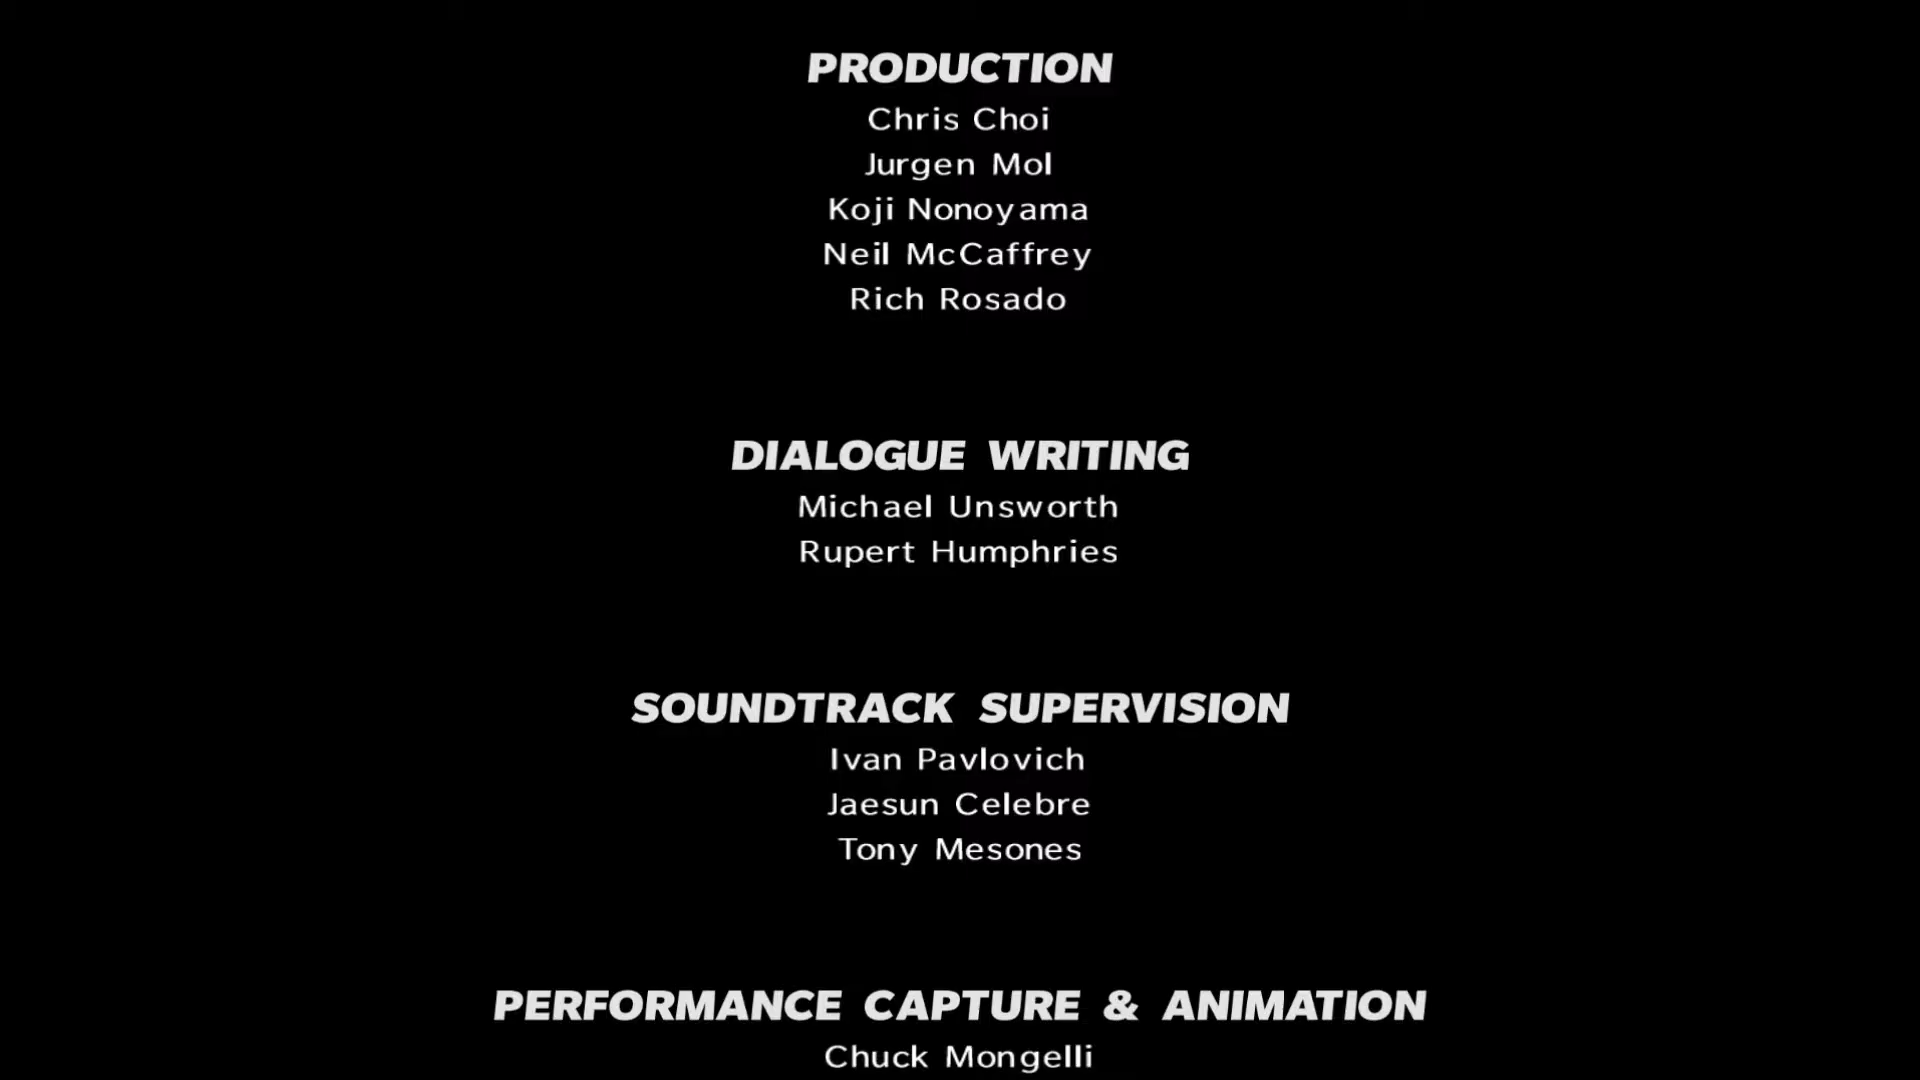 PRODUCTION
Chris Choi
Jurgen Mol
Koji Nonoyama
Neil McCaffrey
Rich Rosado
DIALOGUE WRITING
Michael Unsworth
Rupert Humphries
SOUNDTRACK SUPERVISION
Ivan Pavlovich
Jaesun Celebre
Tony Mesones
PERFORMANCE CAPTURE & ANIMATION
Chuck Mongelli